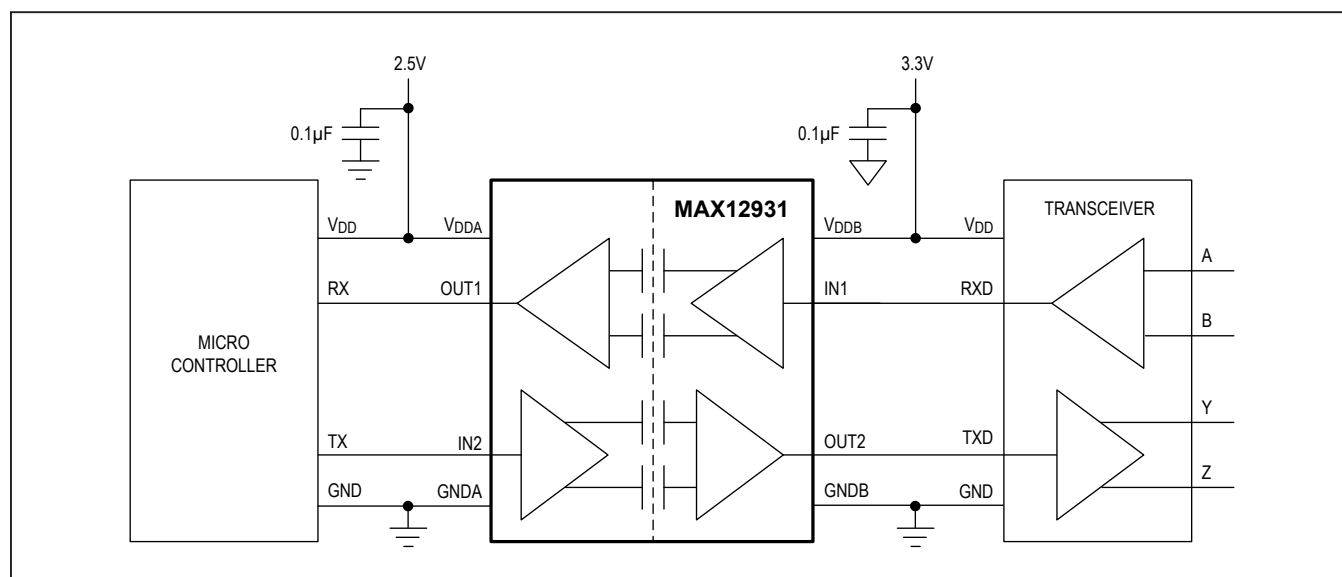 2.5V
3.3V
0.1µF
0.1µF
MAX12931
TRANSCEIVER
VDD
VDDA
VDDB
VDD
A
RX
OUT1
IN1
RXD
B
MICRO
CONTROLLER
Y
TX
IN2
OUT2
TXD
Z
GND
GNDA
GNDB
GND